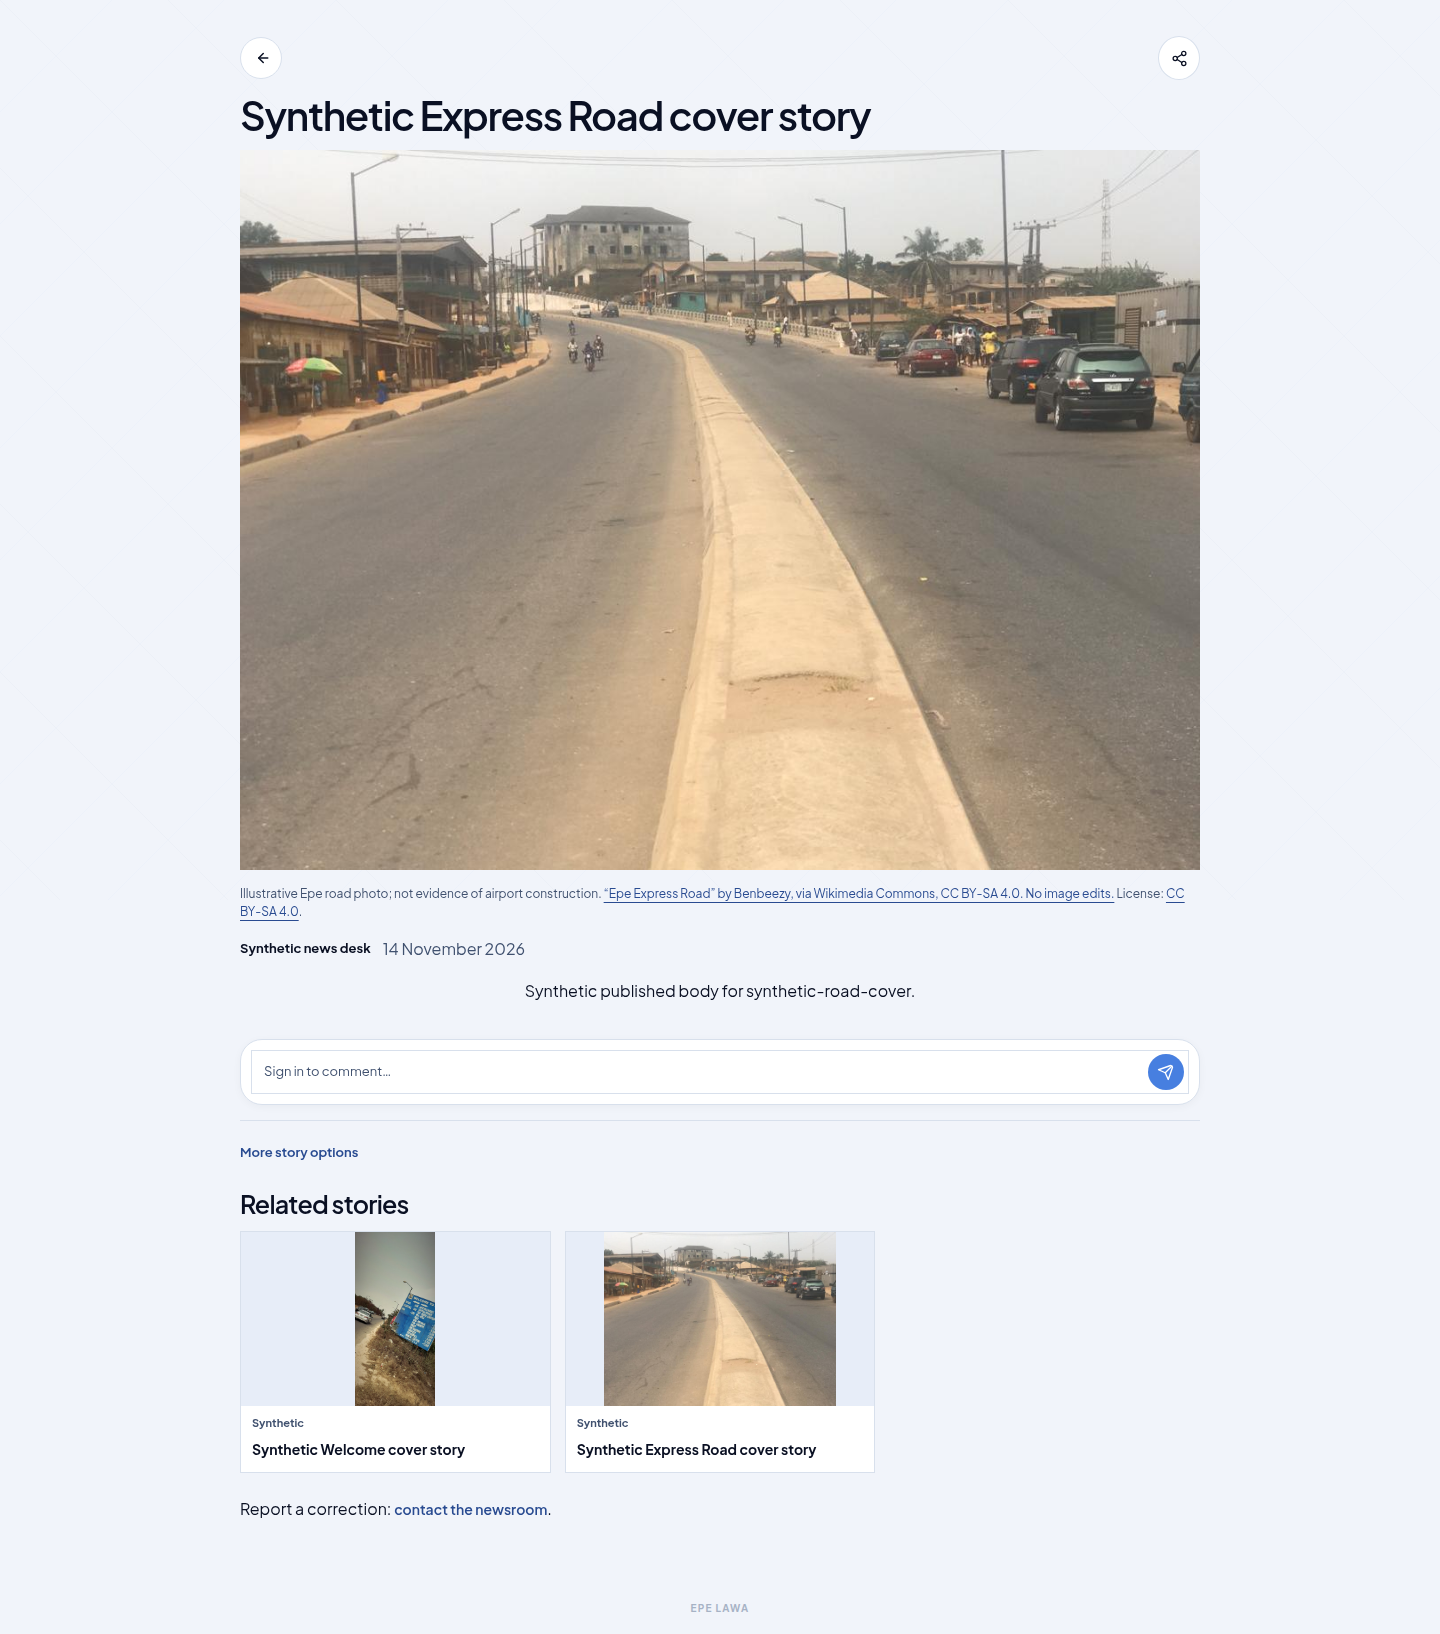 Synthetic Express Road cover story
Illustrative Epe road photo; not evidence of airport construction. “Epe Express Road” by Benbeezy, via Wikimedia Commons, CC BY-SA 4.0. No image edits. License: CC
BY-SA 4.0.
Synthetic news desk 14 November 2026
Synthetic published body for synthetic-road-cover.
Sign in to comment…
More story options
Related stories
Synthetic
Synthetic Welcome cover story
Synthetic
Synthetic Express Road cover story
Report a correction: contact the newsroom.
EPE LAWA